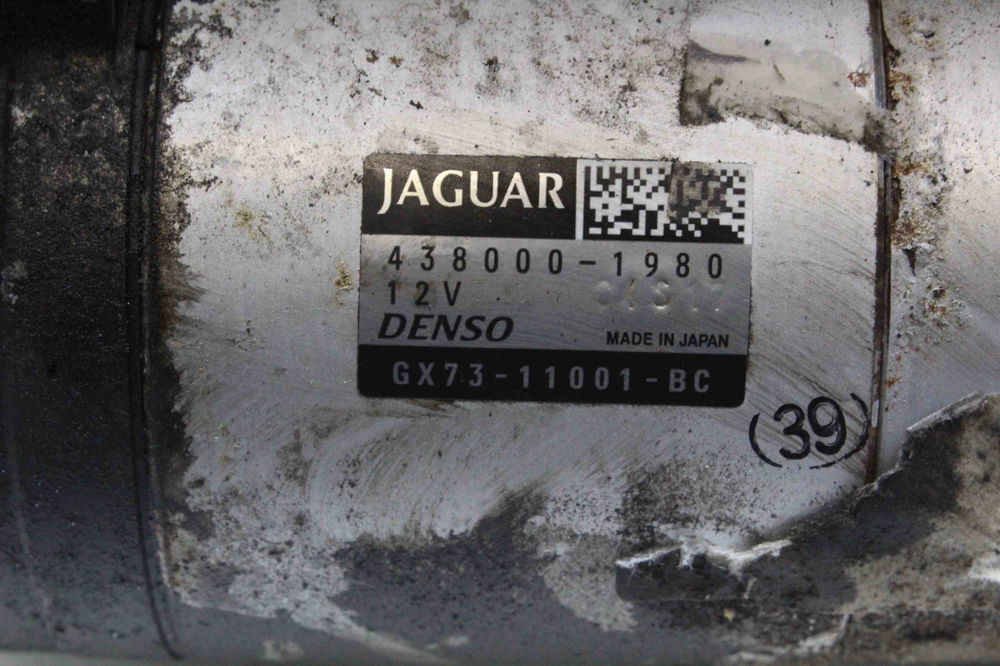 JAGUAR
438000-1980
12V
DENSO
MADE IN JAPAN
GX73-11001-BC
(39)